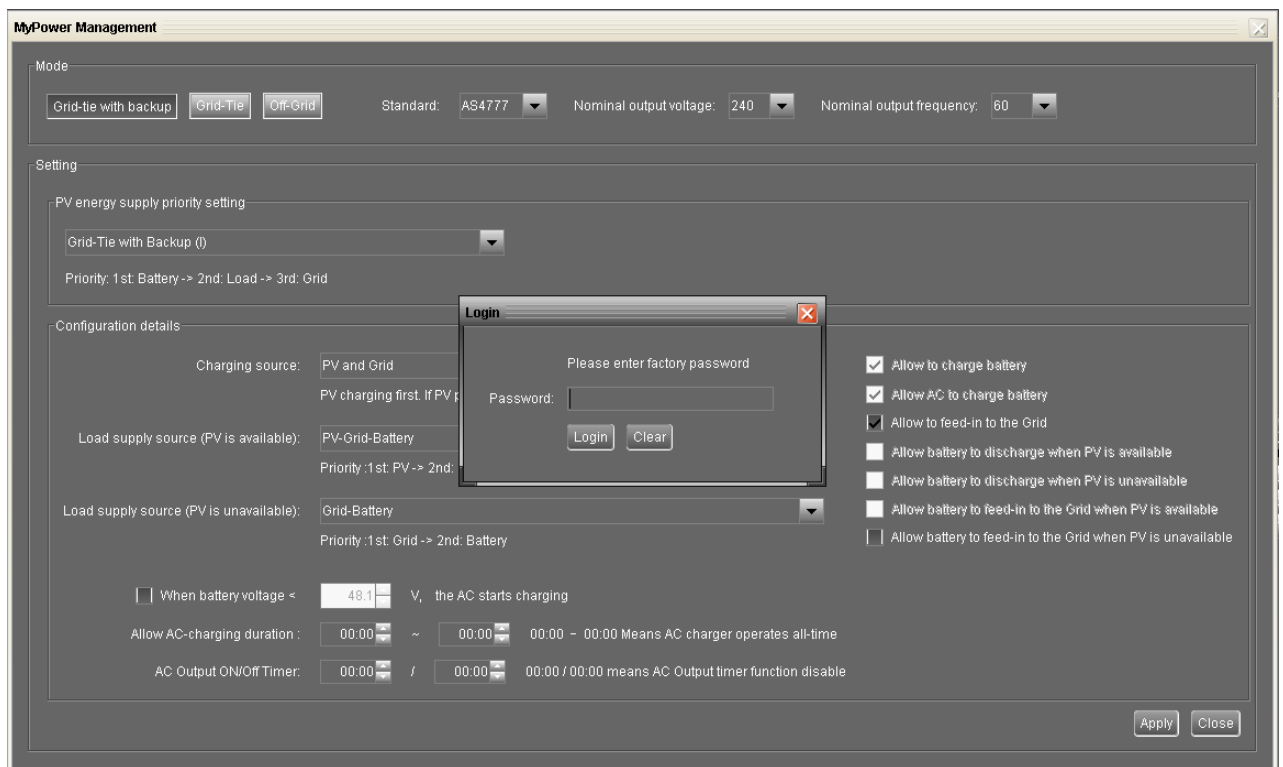 MyPower Management
Mode
Grid-tie with backup Grid-Tie Off-Grid Standard: AS4777 Nominal output voltage: 240 Nominal output frequency: 60
Setting
PV energy supply priority setting
Grid-Tie with Backup (I)
Priority: 1st: Battery -> 2nd: Load -> 3rd: Grid
Configuration details
Charging source: PV and Grid
PV charging first. If PV
Load supply source (PV is available): PV-Grid-Battery
Priority :1st: PV -> 2nd:
Load supply source (PV is unavailable): Grid-Battery
Priority :1st: Grid -> 2nd: Battery
Login
Please enter factory password
Password:
Login Clear
Allow to charge battery
Allow AC to charge battery
Allow to feed-in to the Grid
Allow battery to discharge when PV is available
Allow battery to discharge when PV is unavailable
Allow battery to feed-in to the Grid when PV is available
Allow battery to feed-in to the Grid when PV is unavailable
When battery voltage < 48.1 V, the AC starts charging
Allow AC-charging duration : 00:00 ~ 00:00 00:00 - 00:00 Means AC charger operates all-time
AC Output ON/Off Timer: 00:00 / 00:00 00:00 / 00:00 means AC Output timer function disable
Apply Close